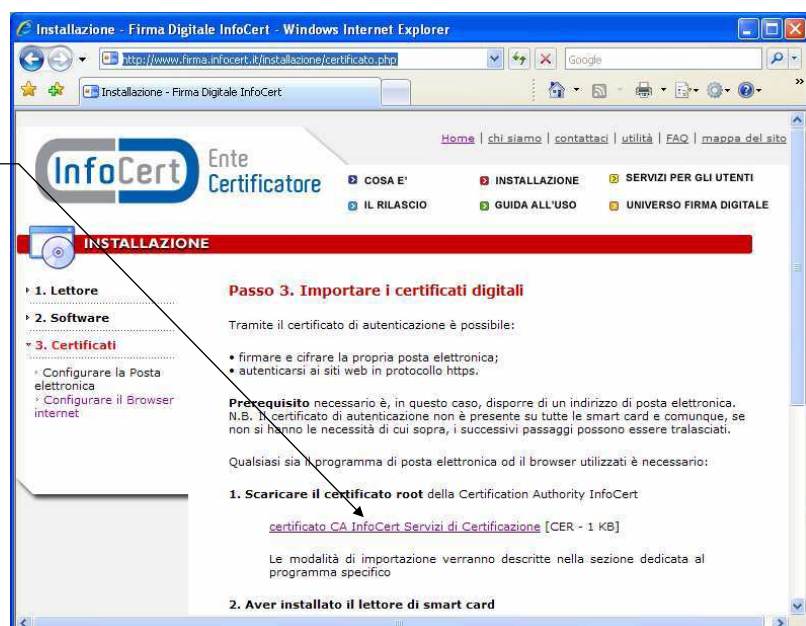 Installazione - Firma Digitale InfoCert - Windows Internet Explorer
http://www.firma.infocert.it/installazione/certificato.php
Google
Installazione - Firma Digitale InfoCert
Home | chi siamo | contattaci | utilità | FAQ | mappa del sito
InfoCert
Ente
Certificatore
COSA E'
INSTALLAZIONE
SERVIZI PER GLI UTENTI
IL RILASCIO
GUIDA ALL'USO
UNIVERSO FIRMA DIGITALE
INSTALLAZIONE
1. Lettore
2. Software
3. Certificati
Configurare la Posta
elettronica
Configurare il Browser
internet
Passo 3. Importare i certificati digitali
Tramite il certificato di autenticazione è possibile:
• firmare e cifrare la propria posta elettronica;
• autenticarsi ai siti web in protocollo https.
Prerequisito necessario è, in questo caso, disporre di un indirizzo di posta elettronica.
N.B. Il certificato di autenticazione non è presente su tutte le smart card e comunque, se
non si hanno le necessità di cui sopra, i successivi passaggi possono essere tralasciati.
Qualsiasi sia il programma di posta elettronica od il browser utilizzati è necessario:
1. Scaricare il certificato root della Certification Authority InfoCert
certificato CA InfoCert Servizi di Certificazione [CER - 1 KB]
Le modalità di importazione verranno descritte nella sezione dedicata al
programma specifico
2. Aver installato il lettore di smart card